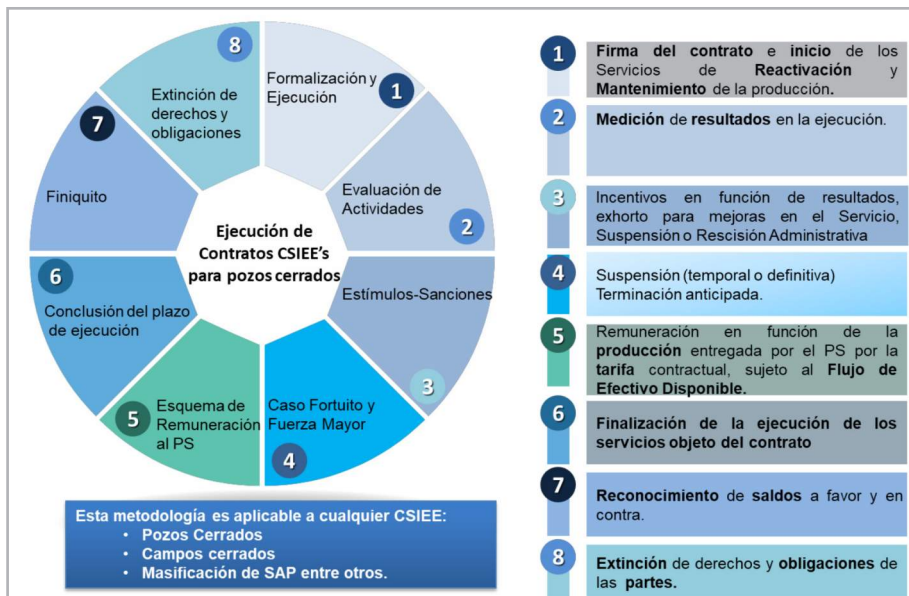 8
Extinción de
derechos y
obligaciones
Formalización y
Ejecución
1
7
Finiquito
Evaluación de
Actividades
2
Ejecución de
Contratos CSIEE's
para pozos cerrados
6
Conclusión del plazo
de ejecución
Estímulos-Sanciones
3
5
Esquema de
Remuneración
al PS
Caso Fortuito y
Fuerza Mayor
4
Esta metodología es aplicable a cualquier CSIEE:
• Pozos Cerrados
• Campos cerrados
• Masificación de SAP entre otros.
1
Firma del contrato e inicio de los
Servicios de Reactivación y
Mantenimiento de la producción.
2
Medición de resultados en la ejecución.
3
Incentivos en función de resultados,
exhorto para mejoras en el Servicio,
Suspensión o Rescisión Administrativa
4
Suspensión (temporal o definitiva)
Terminación anticipada.
5
Remuneración en función de la
producción entregada por el PS por la
tarifa contractual, sujeto al Flujo de
Efectivo Disponible.
6
Finalización de la ejecución de los
servicios objeto del contrato
7
Reconocimiento de saldos a favor y en
contra.
8
Extinción de derechos y obligaciones de
las partes.